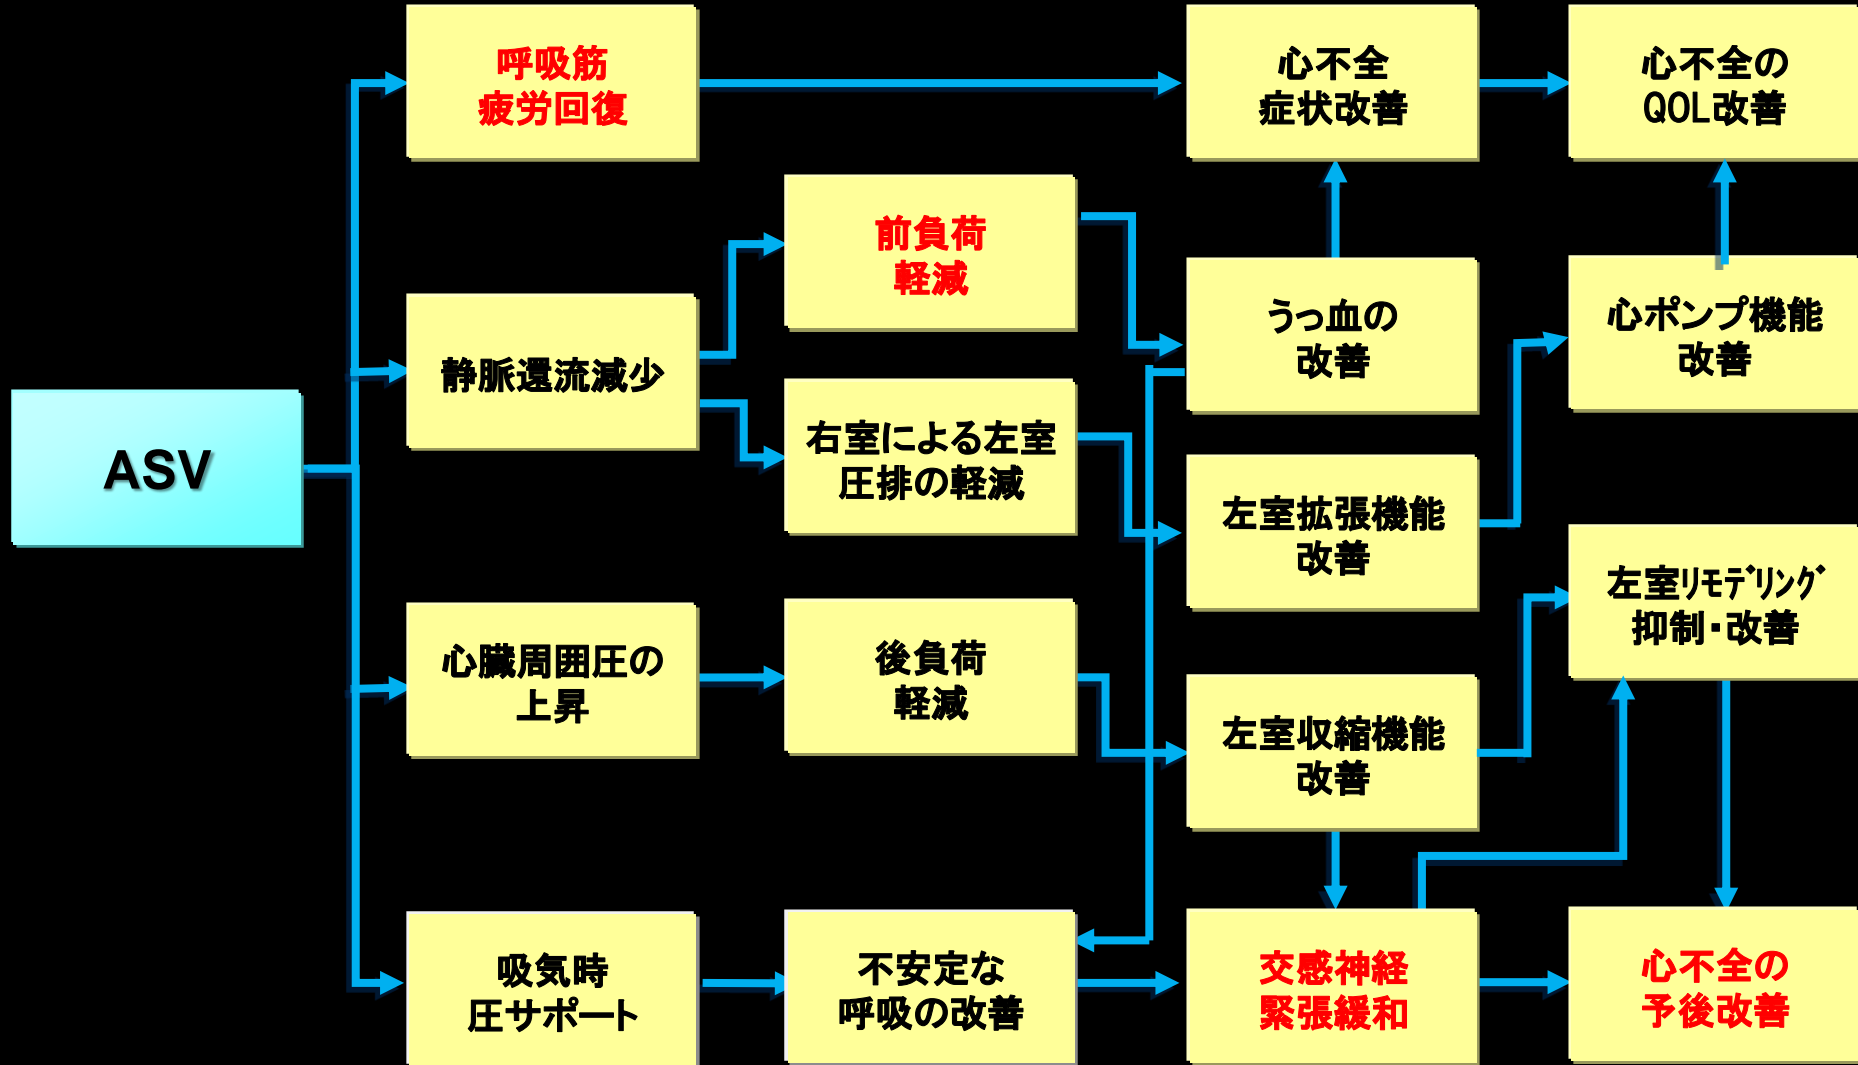 呼吸筋
疲労回復
心不全
症状改善
心不全の
QOL改善
前負荷
軽減
うっ血の
改善
心ポンプ機能
改善
静脈還流減少
右室による左室
圧排の軽減
ASV
左室拡張機能
改善
左室ﾘﾓﾃﾞﾘﾝｸﾞ
抑制・改善
心臓周囲圧の
上昇
後負荷
軽減
左室収縮機能
改善
吸気時
圧サポート
不安定な
呼吸の改善
交感神経
緊張緩和
心不全の
予後改善